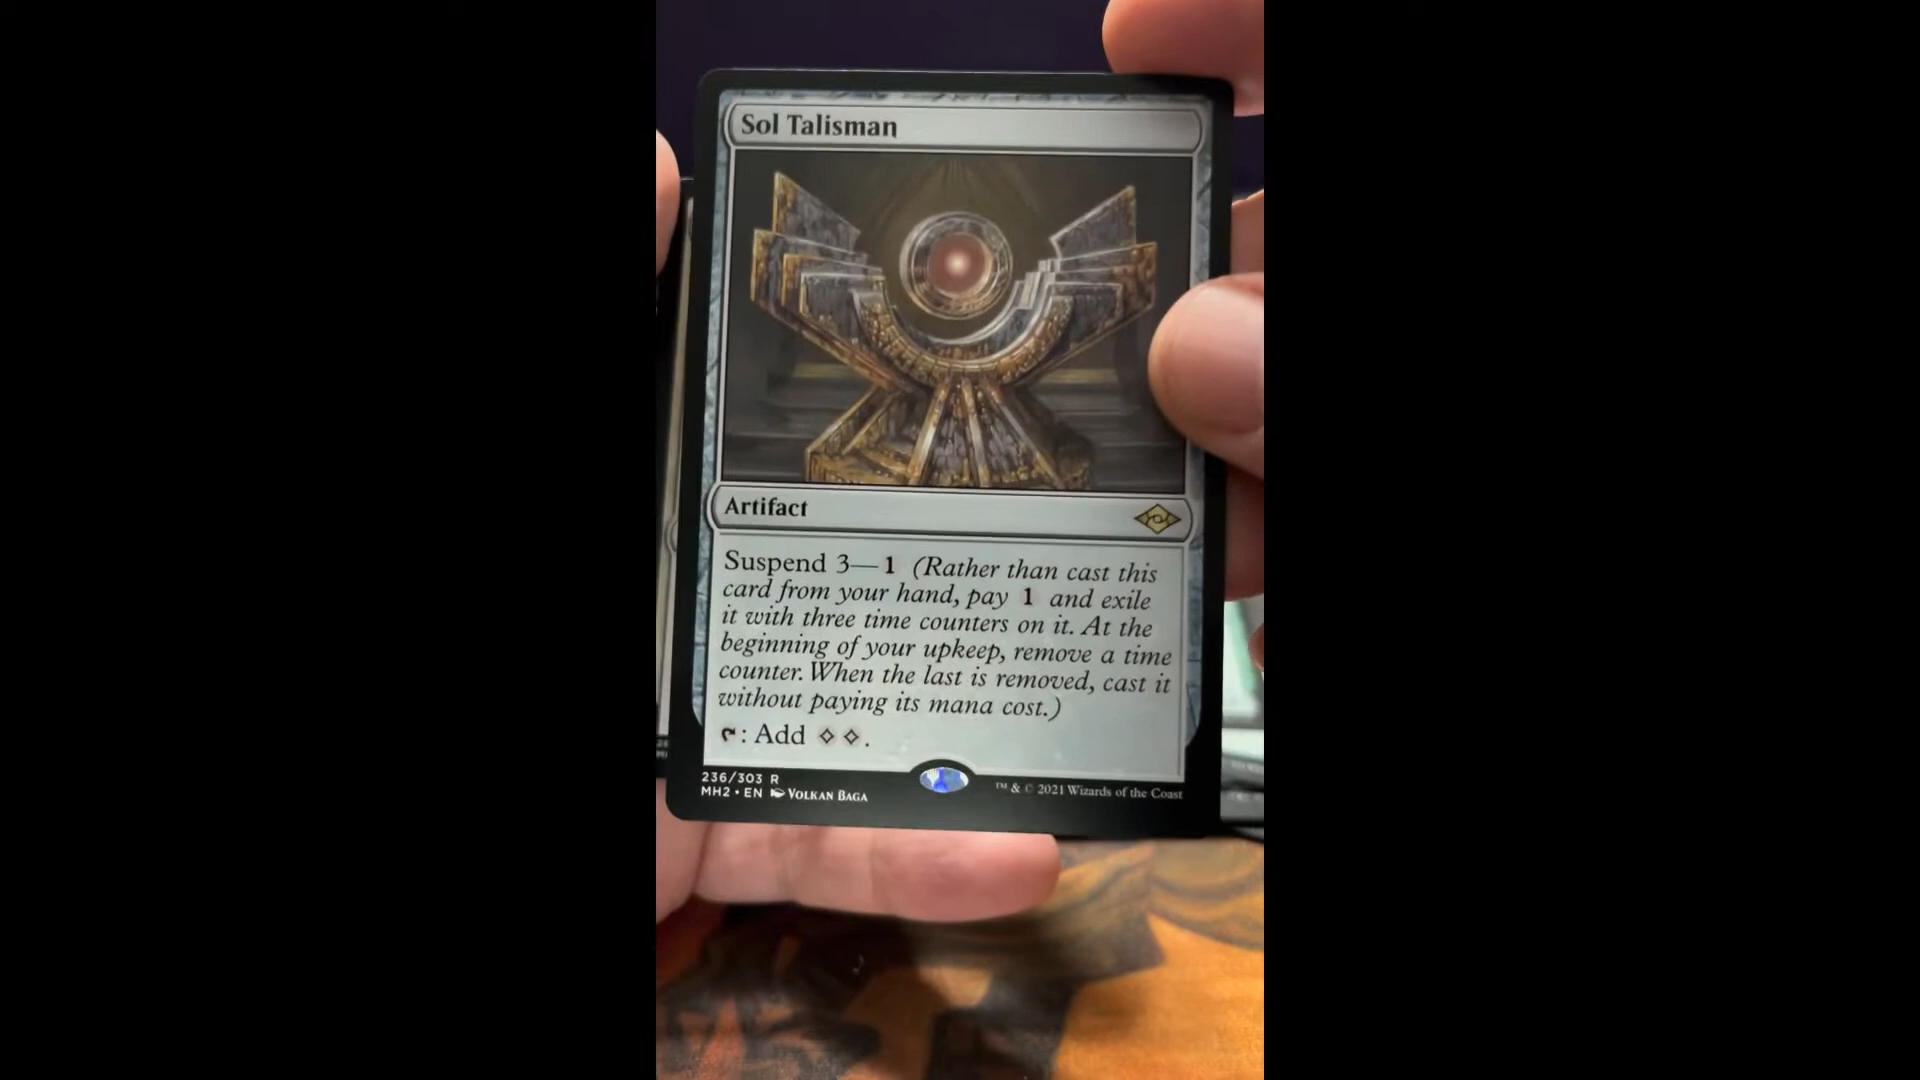 Sol Talisman
Artifact
Suspend 3—1 (Rather than cast this
card from your hand, pay 1 and exile
it with three time counters on it. At the
beginning of your upkeep, remove a time
counter. When the last is removed, cast it
without paying its mana cost.)
: Add .
236/303 R
MH2 • EN VOLKAN BAGA
™ & © 2021 Wizards of the Coast